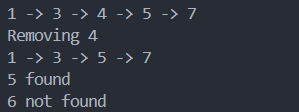 1 -> 3 -> 4 -> 5 -> 7
Removing 4
1 -> 3 -> 5 -> 7
5 found
6 not found